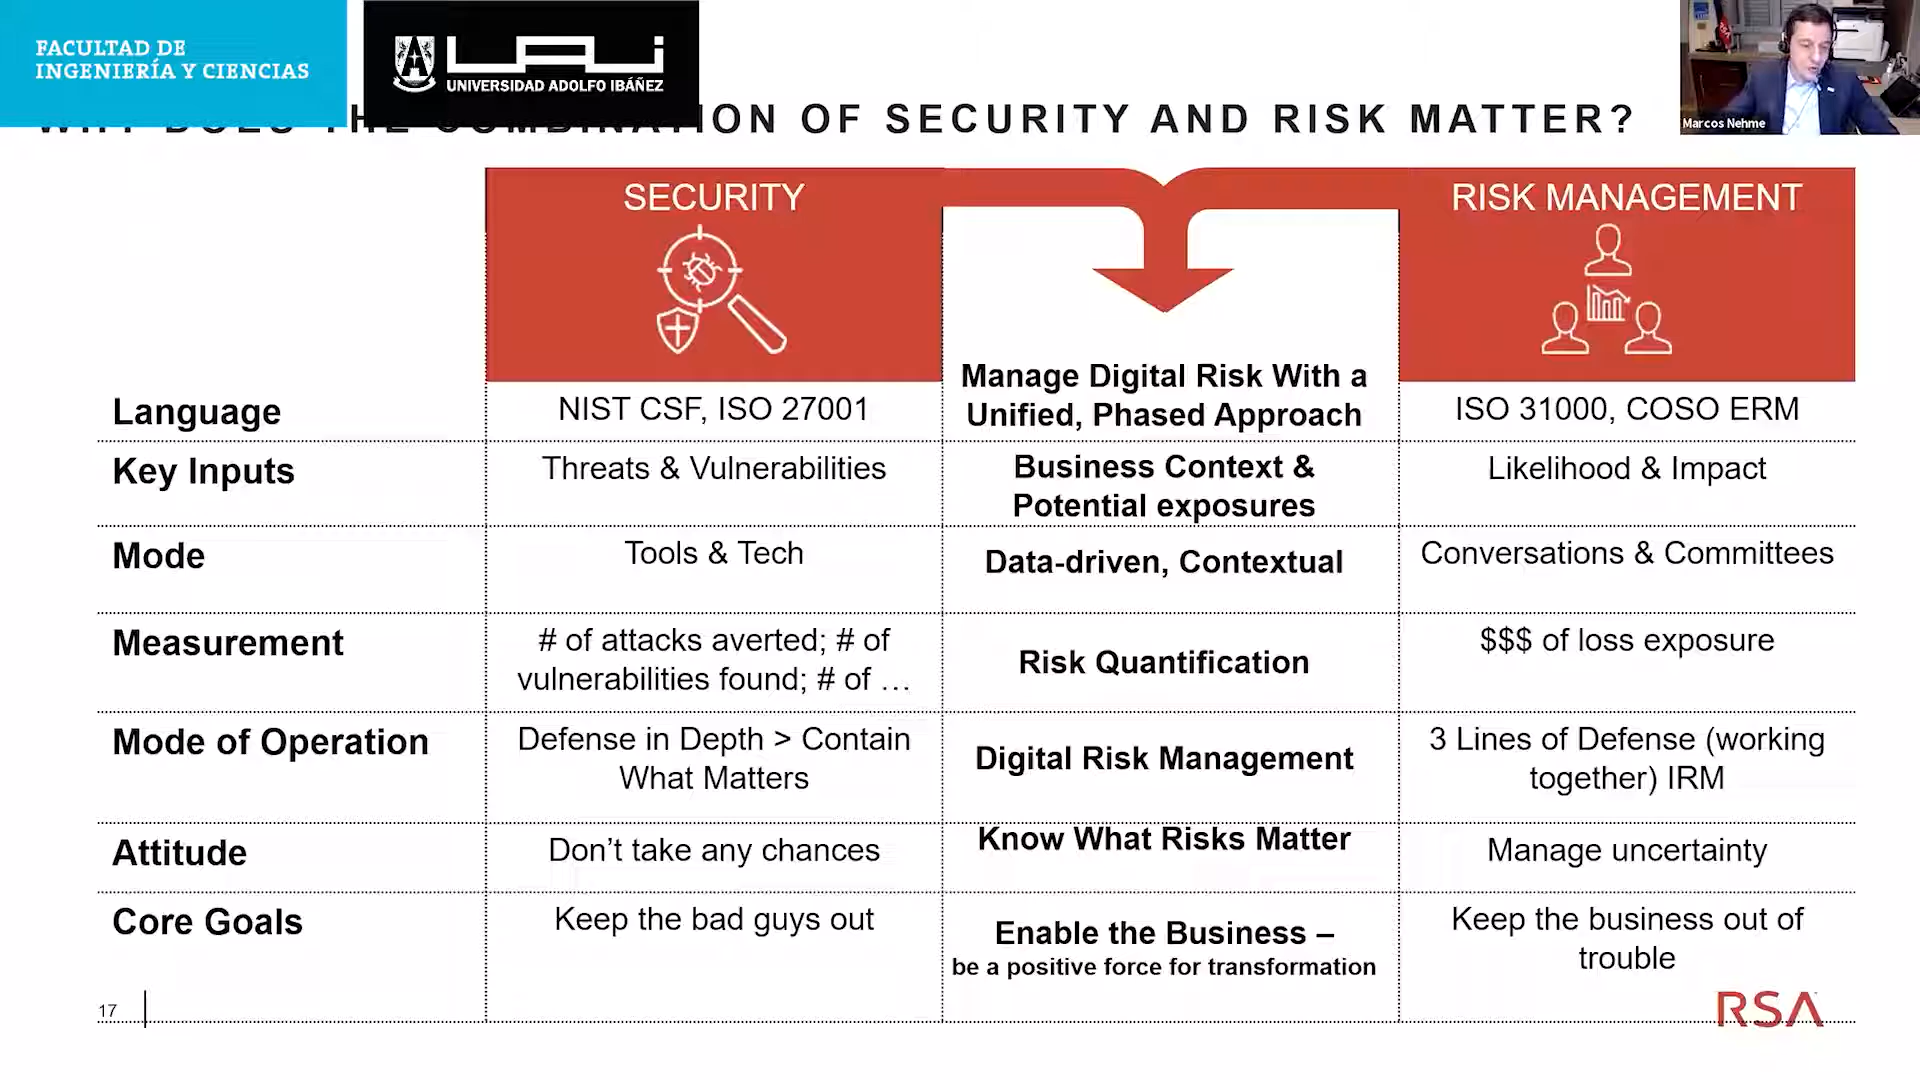 FACULTAD DE
INGENIERÍA Y CIENCIAS
UAI
UNIVERSIDAD ADOLFO IBÁÑEZ
WHY DOES THE COMBINATION OF SECURITY AND RISK MATTER?
Marcos Nehme
SECURITY
RISK MANAGEMENT
Manage Digital Risk With a
Unified, Phased Approach
Language
NIST CSF, ISO 27001
ISO 31000, COSO ERM
Key Inputs
Threats & Vulnerabilities
Business Context &
Potential exposures
Likelihood & Impact
Mode
Tools & Tech
Data-driven, Contextual
Conversations & Committees
Measurement
# of attacks averted; # of
vulnerabilities found; # of …
Risk Quantification
$$$ of loss exposure
Mode of Operation
Defense in Depth > Contain
What Matters
Digital Risk Management
3 Lines of Defense (working
together) IRM
Attitude
Don’t take any chances
Know What Risks Matter
Manage uncertainty
Core Goals
Keep the bad guys out
Enable the Business –
be a positive force for transformation
Keep the business out of
trouble
17
RSA